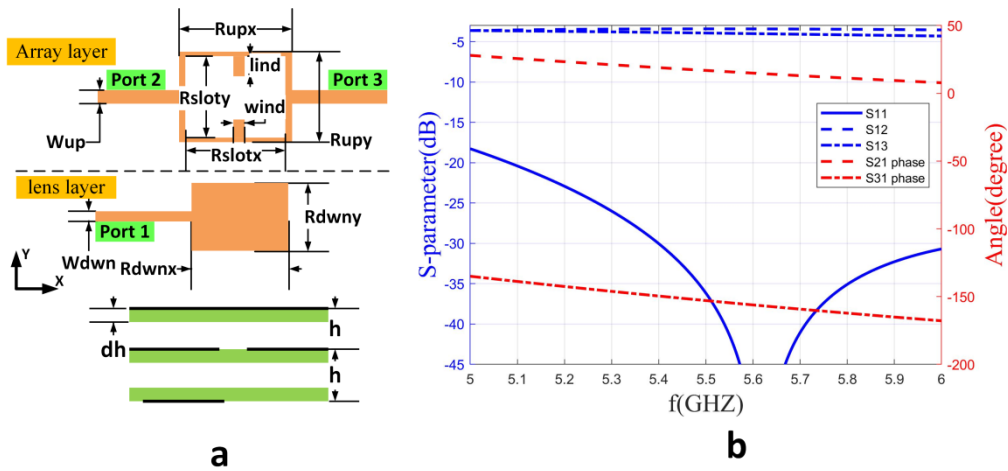 Array layer
Rupx
Port 2
Port 3
lind
Rsloty
wind
Wup
Rupy
Rslotx
lens layer
Rdwny
Port 1
Y
X
Wdwn
Rdwnx
h
dh
h
a
S-parameter(dB)
-5
-10
-15
-20
-25
-30
-35
-40
-45
5
5.1
5.2
5.3
5.4
5.5
5.6
5.7
5.8
5.9
6
f(GHZ)
50
0
-50
-100
-150
-200
Angle(degree)
S11
S12
S13
S21 phase
S31 phase
b